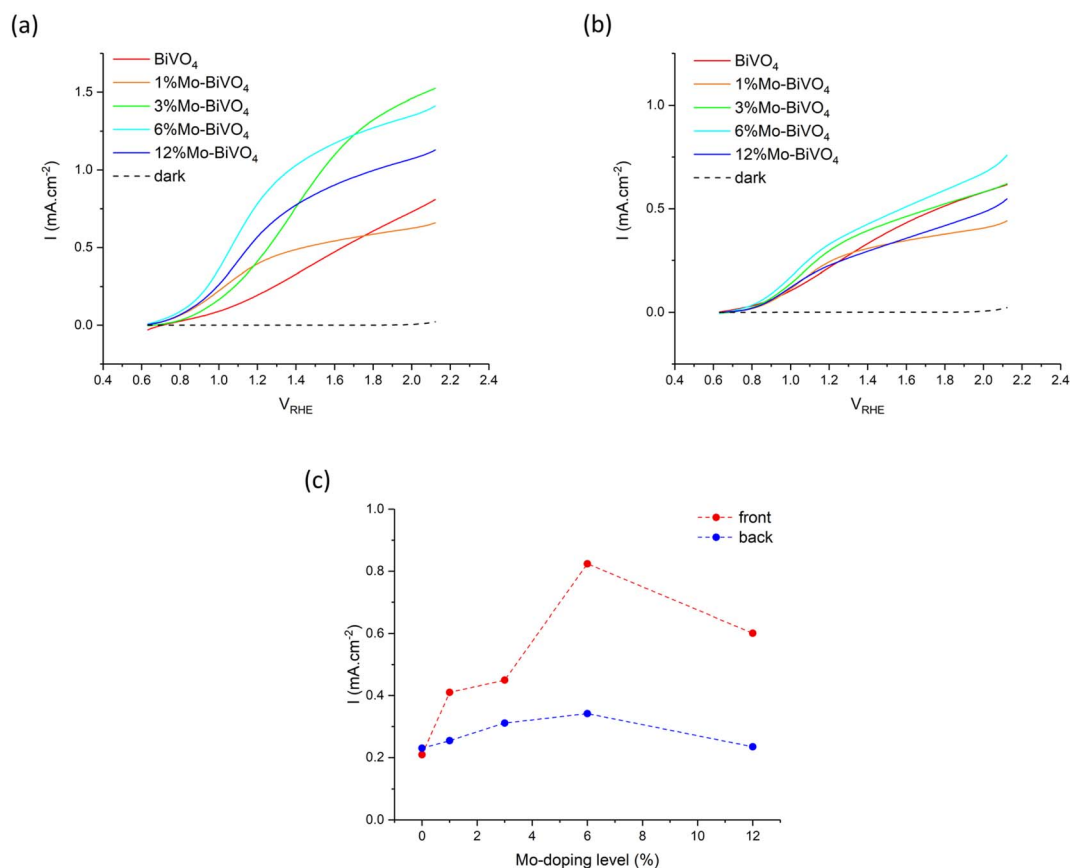 (a)
BiVO₄
1%Mo-BiVO₄
3%Mo-BiVO₄
6%Mo-BiVO₄
12%Mo-BiVO₄
dark
I (mA.cm⁻²)
1.5
1.0
0.5
0.0
0.4 0.6 0.8 1.0 1.2 1.4 1.6 1.8 2.0 2.2 2.4
V_RHE
(b)
BiVO₄
1%Mo-BiVO₄
3%Mo-BiVO₄
6%Mo-BiVO₄
12%Mo-BiVO₄
dark
I (mA.cm⁻²)
1.0
0.5
0.0
0.4 0.6 0.8 1.0 1.2 1.4 1.6 1.8 2.0 2.2 2.4
V_RHE
(c)
front
back
I (mA.cm⁻²)
1.0
0.8
0.6
0.4
0.2
0.0
0 2 4 6 8 10 12
Mo-doping level (%)